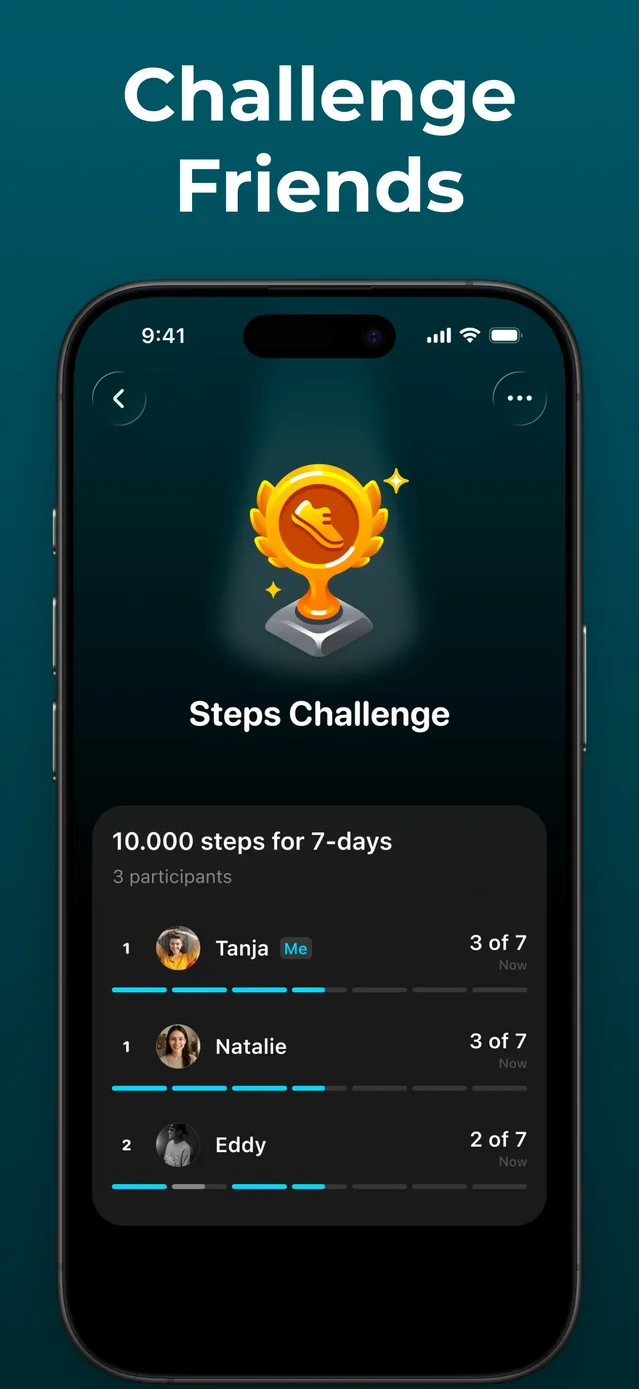 Challenge
Friends
9:41
Steps Challenge
10.000 steps for 7-days
3 participants
1 Tanja Me 3 of 7
Now
1 Natalie 3 of 7
Now
2 Eddy 2 of 7
Now